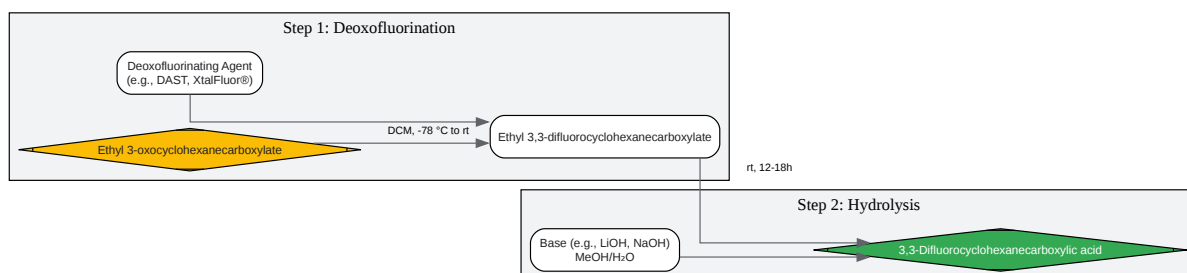 Step 1: Deoxofluorination
Deoxofluorinating Agent
(e.g., DAST, XtalFluor®)
DCM, -78 °C to rt
Ethyl 3-oxocyclohexanecarboxylate
Ethyl 3,3-difluorocyclohexanecarboxylate
rt, 12-18h
Step 2: Hydrolysis
Base (e.g., LiOH, NaOH)
MeOH/H₂O
3,3-Difluorocyclohexanecarboxylic acid